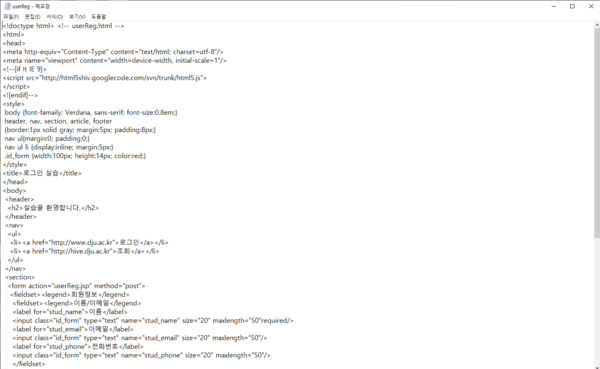 userReg - 메모장
파일(F) 편집(E) 서식(O) 보기(V) 도움말
<!doctype html> <!-- userReg.html -->
<html>
<head>
<meta http-equiv="Content-Type" content="text/html; charset=utf-8"/>
<meta name="viewport" content="width=device-width, initial-scale=1"/>
<!--[if lt IE 9]>
<script src="http://html5shiv.googlecode.com/svn/trunk/html5.js">
</script>
<![endif]-->
<style>
body {font-famaily: Verdana, sans-serif; font-size:0.8em;}
header, nav, section, article, footer
{border:1px solid gray; margin:5px; padding:8px;}
nav ul{margin:0; padding:0;}
nav ul li {display:inline; margin:5px;}
.id_form {width:100px; height:14px; color:red;}
</style>
<title>로그인 실습</title>
</head>
<body>
<header>
<h2>실습을 환영합니다.</h2>
</header>
<nav>
<ul>
<li><a href="http://www.dju.ac.kr">로그인</a></li>
<li><a href="http://hive.dju.ac.kr">조회</a></li>
</ul>
</nav>
<section>
<form action="userReg.jsp" method="post">
<fieldset><legend>회원정보</legend>
<fieldset><legend>이름/이메일</legend>
<label for="stud_name">이름</label>
<input class="id_form" type="text" name="stud_name" size="20" maxlength="50"required/>
<label for="stud_email">이메일</label>
<input class="id_form" type="text" name="stud_email" size="20" maxlength="50"/>
<label for="stud_phone">전화번호</label>
<input class="id_form" type="text" name="stud_phone" size="20" maxlength="50"/>
</fieldset>